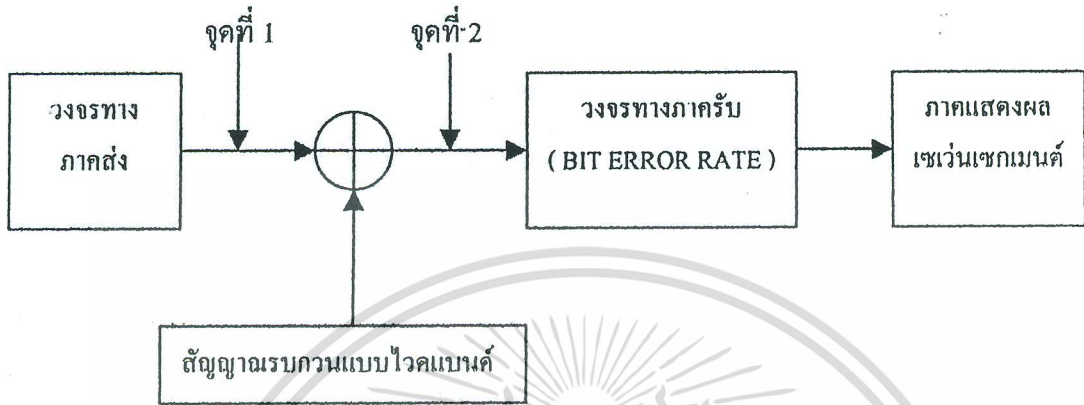 จุดที่ 1
จุดที่ 2
วงจรทาง
ภาคส่ง
วงจรทางภาครับ
( BIT ERROR RATE )
ภาคแสดงผล
เซเว่นเซกเมนต์
สัญญาณรบกวนแบบไวดแบนด์